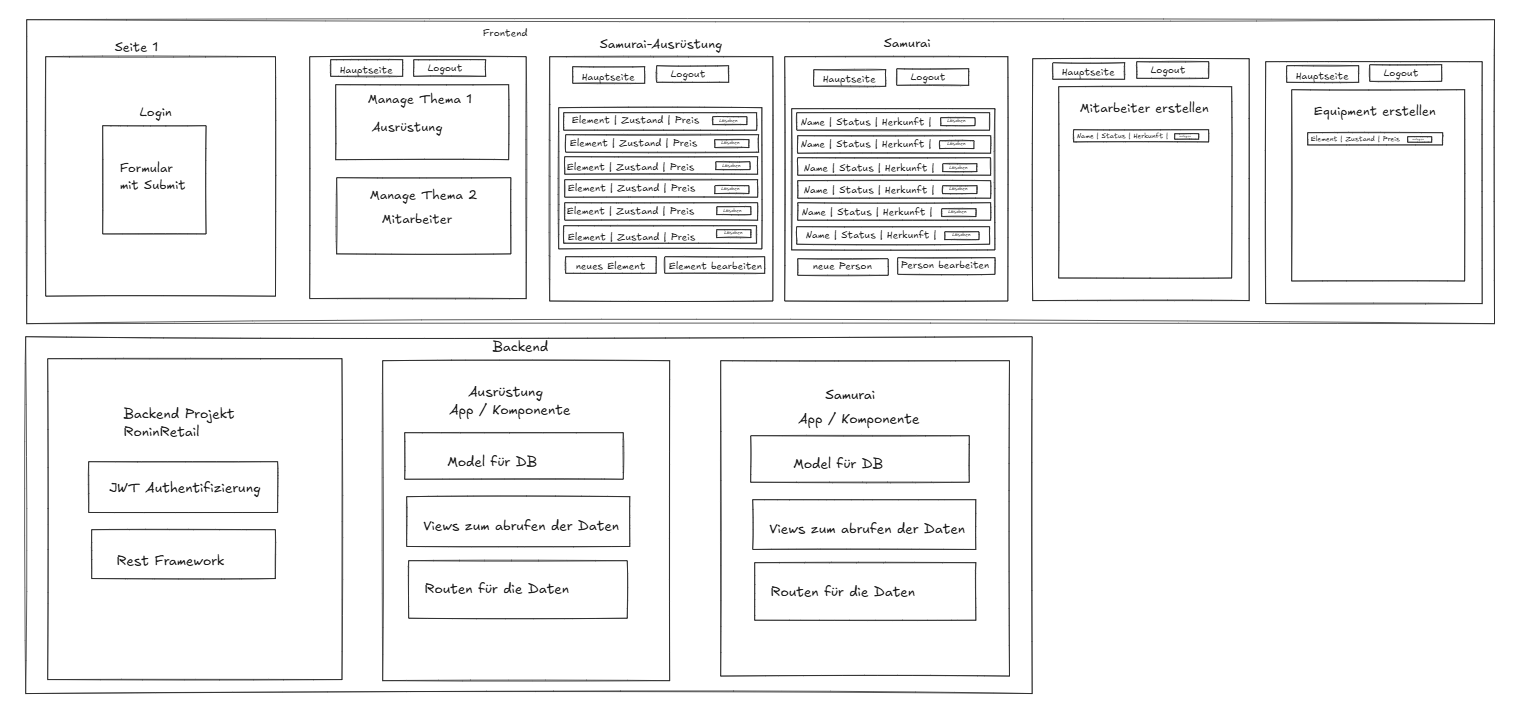 Frontend
Seite 1
Login
Formular
mit Submit
Hauptseite
Logout
Manage Thema 1
Ausrüstung
Manage Thema 2
Mitarbeiter
Samurai-Ausrüstung
Hauptseite
Logout
Element | Zustand | Preis Löschen
Element | Zustand | Preis Löschen
Element | Zustand | Preis Löschen
Element | Zustand | Preis Löschen
Element | Zustand | Preis Löschen
Element | Zustand | Preis Löschen
neues Element
Element bearbeiten
Samurai
Hauptseite
Logout
Name | Status | Herkunft | Löschen
Name | Status | Herkunft | Löschen
Name | Status | Herkunft | Löschen
Name | Status | Herkunft | Löschen
Name | Status | Herkunft | Löschen
Name | Status | Herkunft | Löschen
neue Person
Person bearbeiten
Hauptseite
Logout
Mitarbeiter erstellen
Name | Status | Herkunft |
Hauptseite
Logout
Equipment erstellen
Element | Zustand | Preis
Backend
Backend Projekt
RoninRetail
JWT Authentifizierung
Rest Framework
Ausrüstung
App / Komponente
Model für DB
Views zum abrufen der Daten
Routen für die Daten
Samurai
App / Komponente
Model für DB
Views zum abrufen der Daten
Routen für die Daten